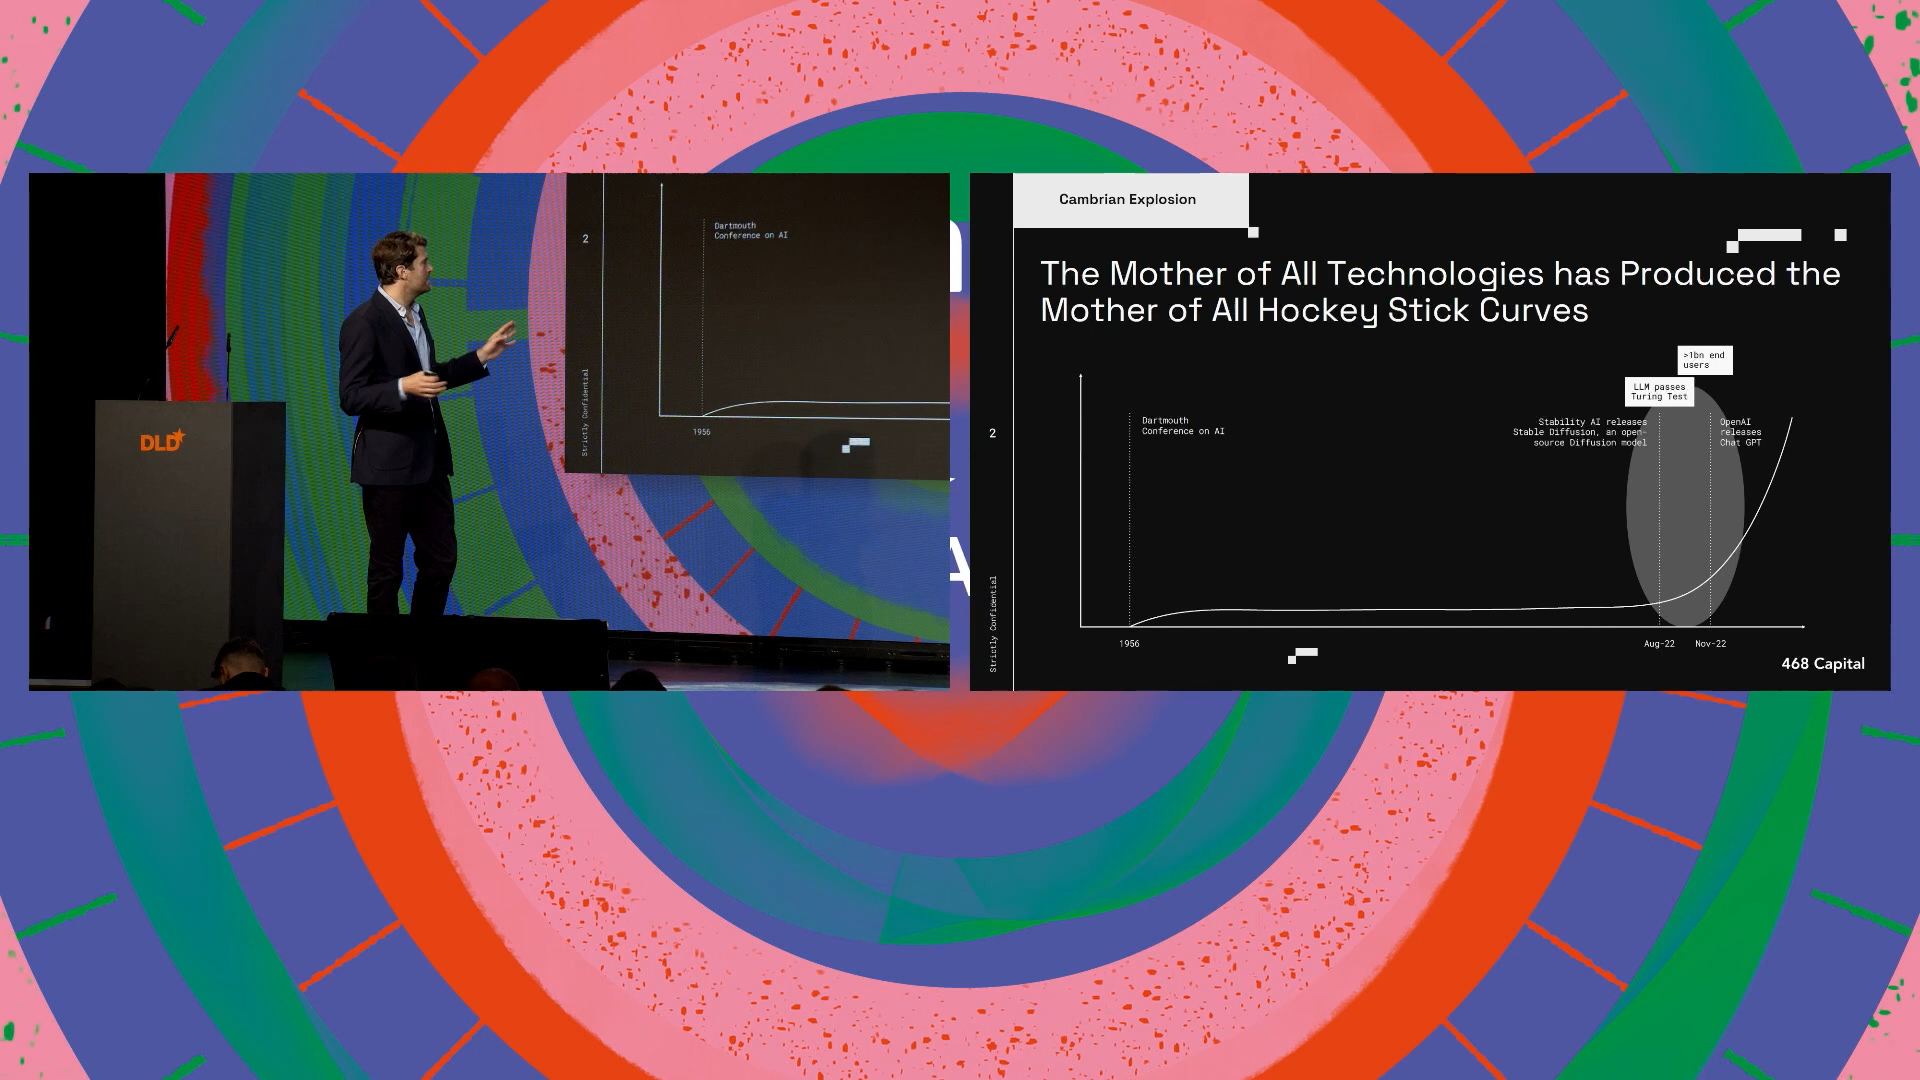 DLD
2
Dartmouth
Conference on AI
1956
Strictly Confidential
Cambrian Explosion
The Mother of All Technologies has Produced the
Mother of All Hockey Stick Curves
2
Strictly Confidential
>1bn end
users
LLM passes
Turing Test
Dartmouth
Conference on AI
Stability AI releases
Stable Diffusion, an open-
source Diffusion model
OpenAI
releases
Chat GPT
1956
Aug-22
Nov-22
468 Capital